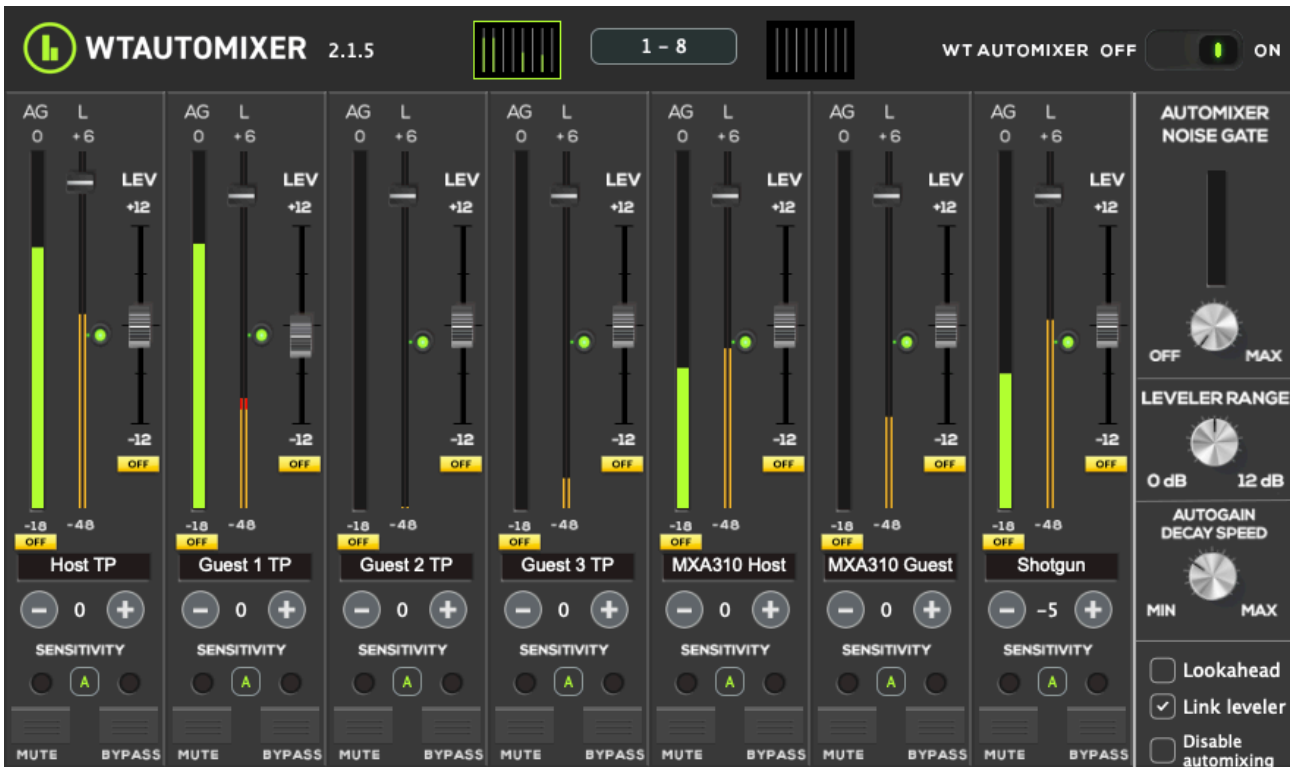 WTAUTOMIXER 2.1.5 1 – 8 WT AUTOMIXER OFF ON
AG L AG L AG L AG L AG L AG L AG L AUTOMIXER
0 +6 0 +6 0 +6 0 +6 0 +6 0 +6 0 +6 NOISE GATE
LEV LEV LEV LEV LEV LEV LEV
+12 +12 +12 +12 +12 +12 +12
OFF MAX
LEVELER RANGE
-12 -12 -12 -12 -12 -12 -12
OFF OFF OFF OFF OFF OFF OFF
0 dB 12 dB
-18 -48 -18 -48 -18 -48 -18 -48 -18 -48 -18 -48 -18 -48 AUTOGAIN
DECAY SPEED
OFF OFF OFF OFF OFF OFF OFF
Host TP Guest 1 TP Guest 2 TP Guest 3 TP MXA310 Host MXA310 Guest Shotgun
− 0 + − 0 + − 0 + − 0 + − 0 + − 0 + − -5 + MIN MAX
SENSITIVITY SENSITIVITY SENSITIVITY SENSITIVITY SENSITIVITY SENSITIVITY SENSITIVITY
A A A A A A A Lookahead
Link leveler
Disable
MUTE BYPASS MUTE BYPASS MUTE BYPASS MUTE BYPASS MUTE BYPASS MUTE BYPASS MUTE BYPASS automixing